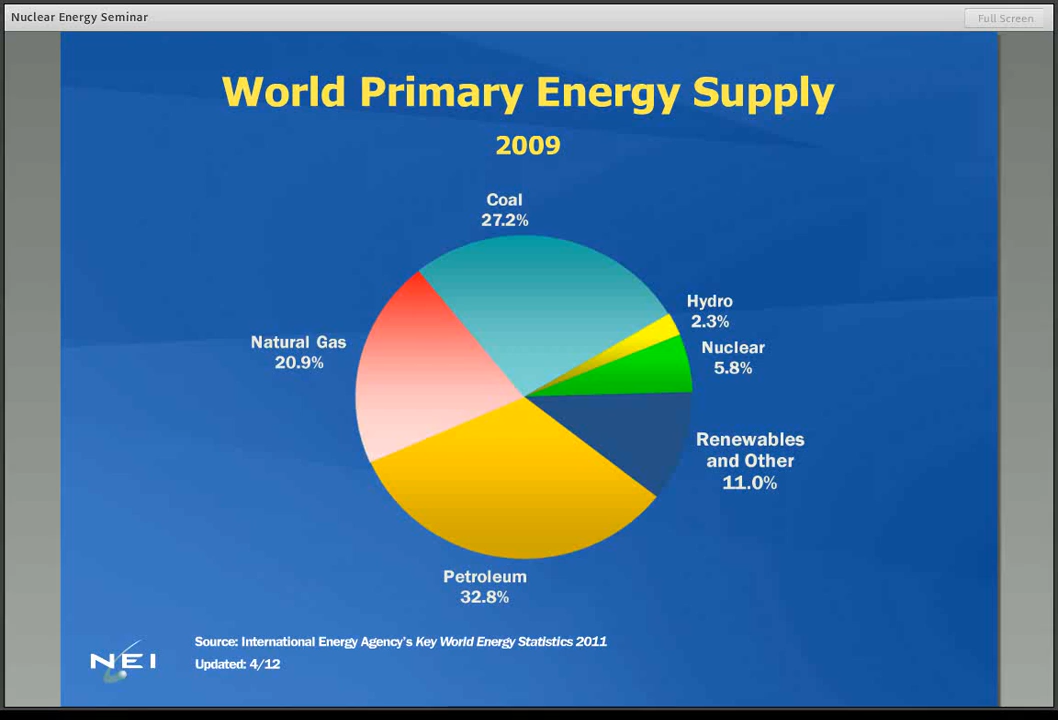 Nuclear Energy Seminar
Full Screen
World Primary Energy Supply
2009
Coal
27.2%
Hydro
2.3%
Nuclear
5.8%
Natural Gas
20.9%
Renewables
and Other
11.0%
Petroleum
32.8%
Source: International Energy Agency's Key World Energy Statistics 2011
Updated: 4/12
NEI